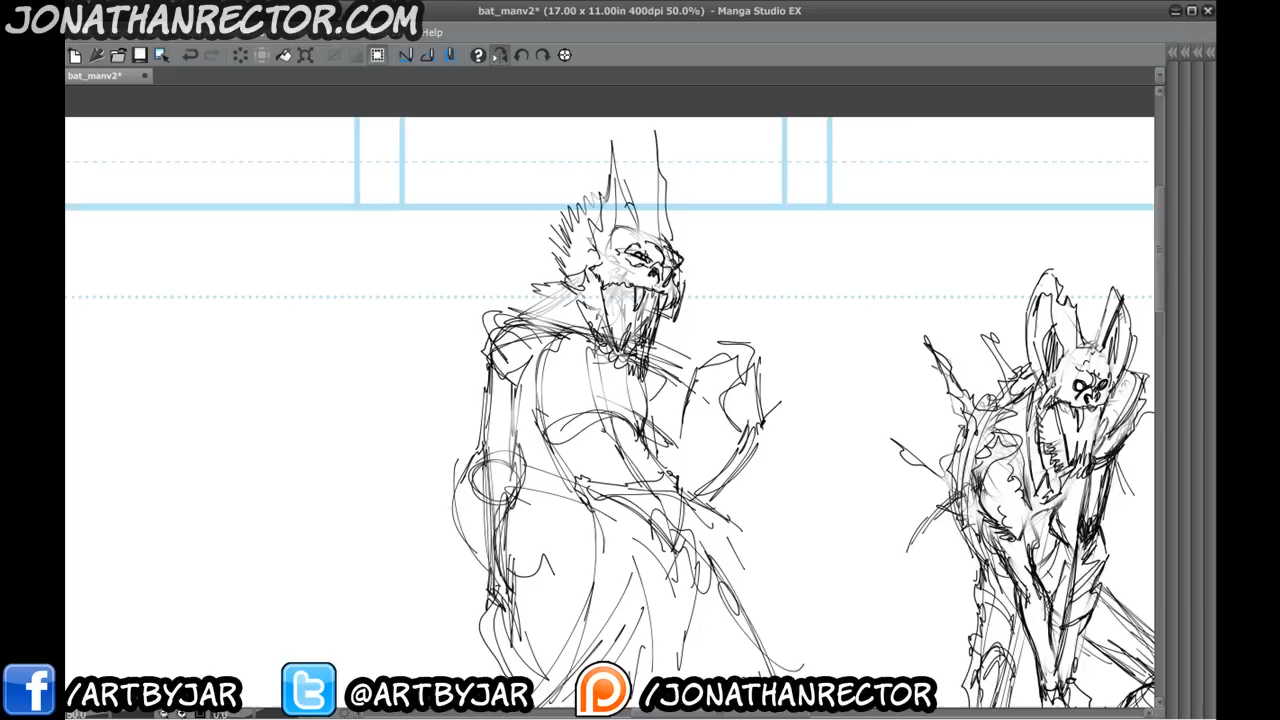 JONATHANRECTOR.COM
bat_manv2* (17.00 x 11.00in 400dpi 50.0%) - Manga Studio EX
Help
bat_manv2*
/ARTBYJAR
@ARTBYJAR
/JONATHANRECTOR